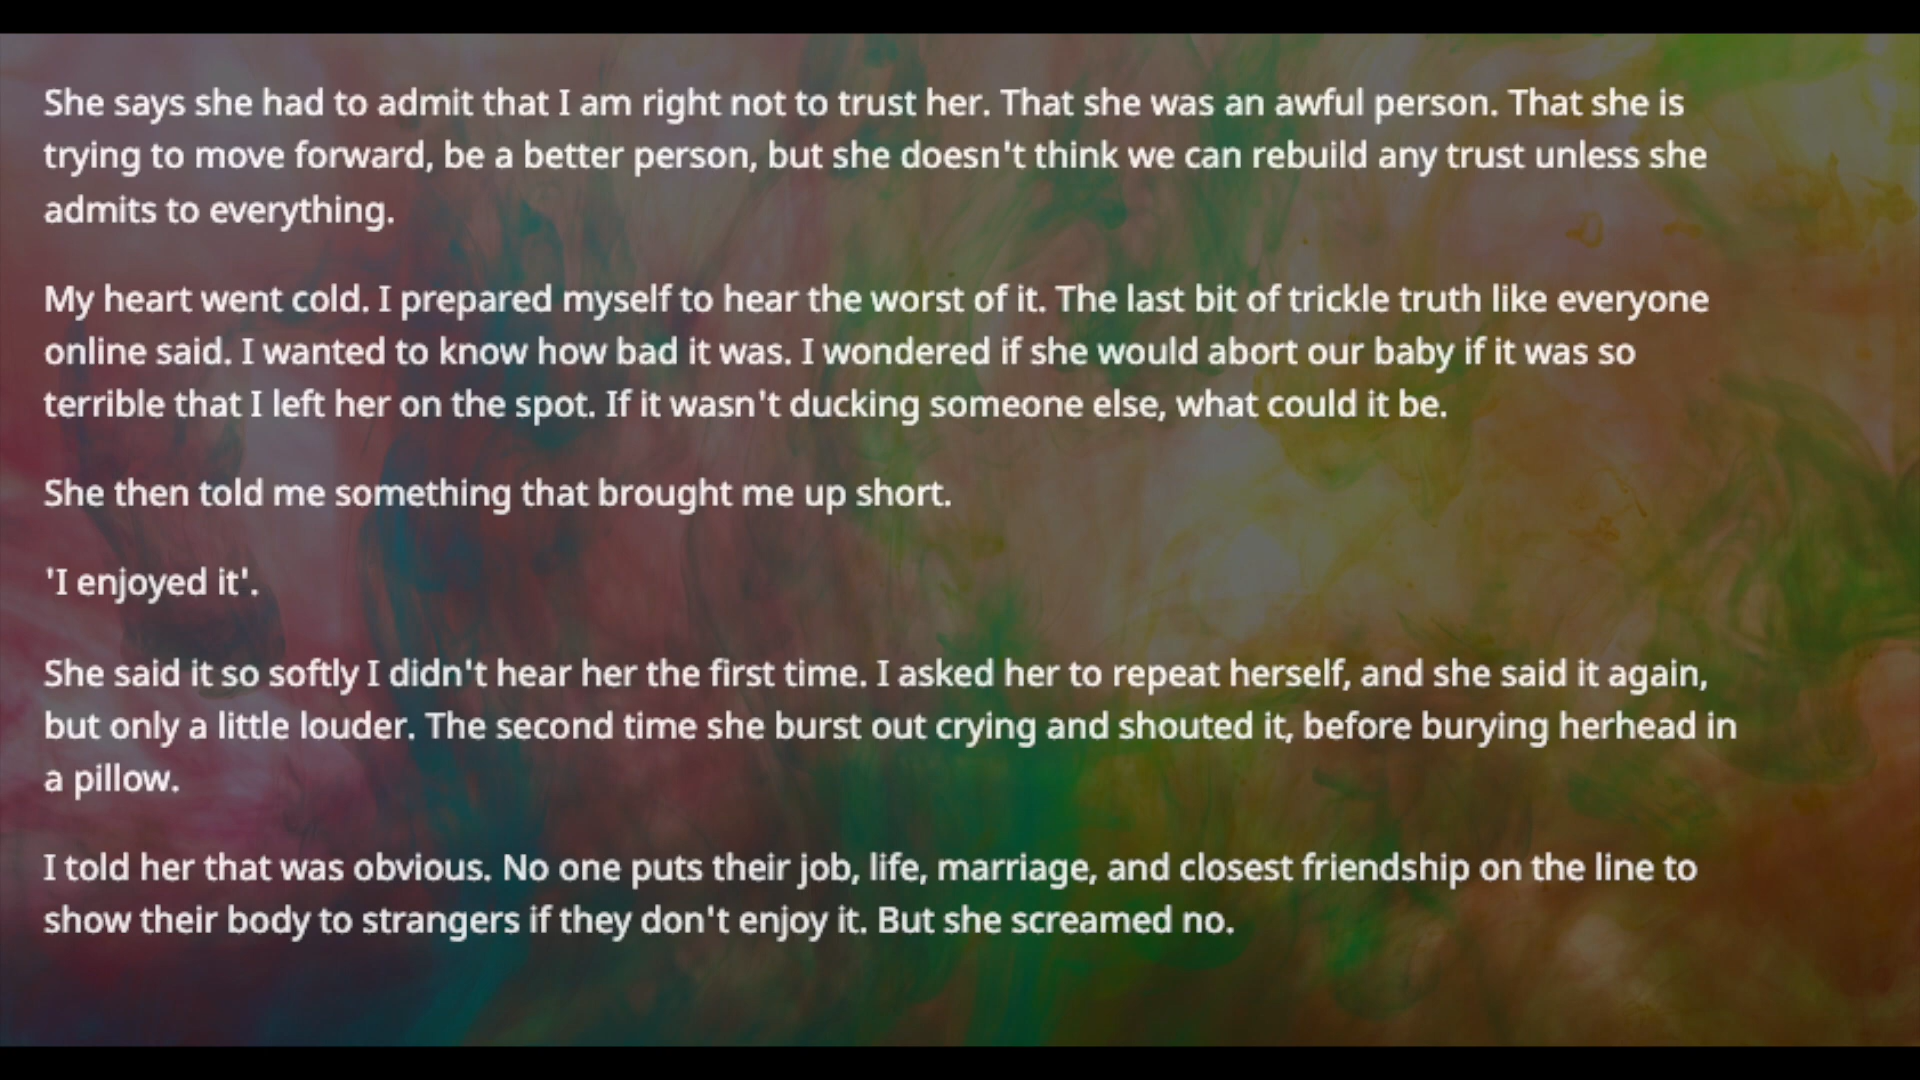 She says she had to admit that I am right not to trust her. That she was an awful person. That she is
trying to move forward, be a better person, but she doesn't think we can rebuild any trust unless she
admits to everything.
My heart went cold. I prepared myself to hear the worst of it. The last bit of trickle truth like everyone
online said. I wanted to know how bad it was. I wondered if she would abort our baby if it was so
terrible that I left her on the spot. If it wasn't ducking someone else, what could it be.
She then told me something that brought me up short.
'I enjoyed it'.
She said it so softly I didn't hear her the first time. I asked her to repeat herself, and she said it again,
but only a little louder. The second time she burst out crying and shouted it, before burying herhead in
a pillow.
I told her that was obvious. No one puts their job, life, marriage, and closest friendship on the line to
show their body to strangers if they don't enjoy it. But she screamed no.